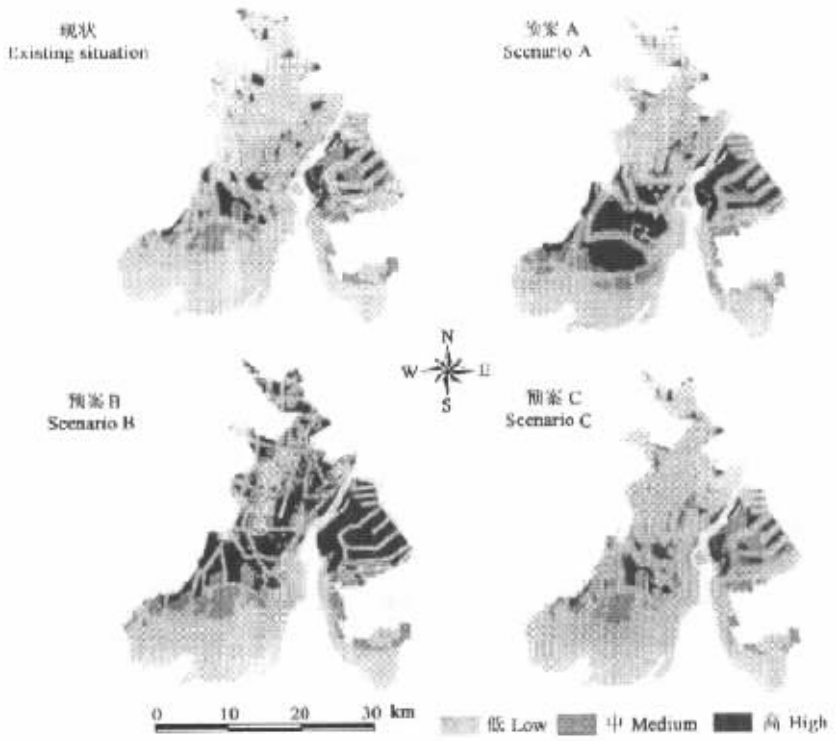 现状
Existing situation
预案 A
Scenario A
N
W
E
S
预案 B
Scenario B
预案 C
Scenario C
0 10 20 30 km
低 Low 中 Medium 高 High